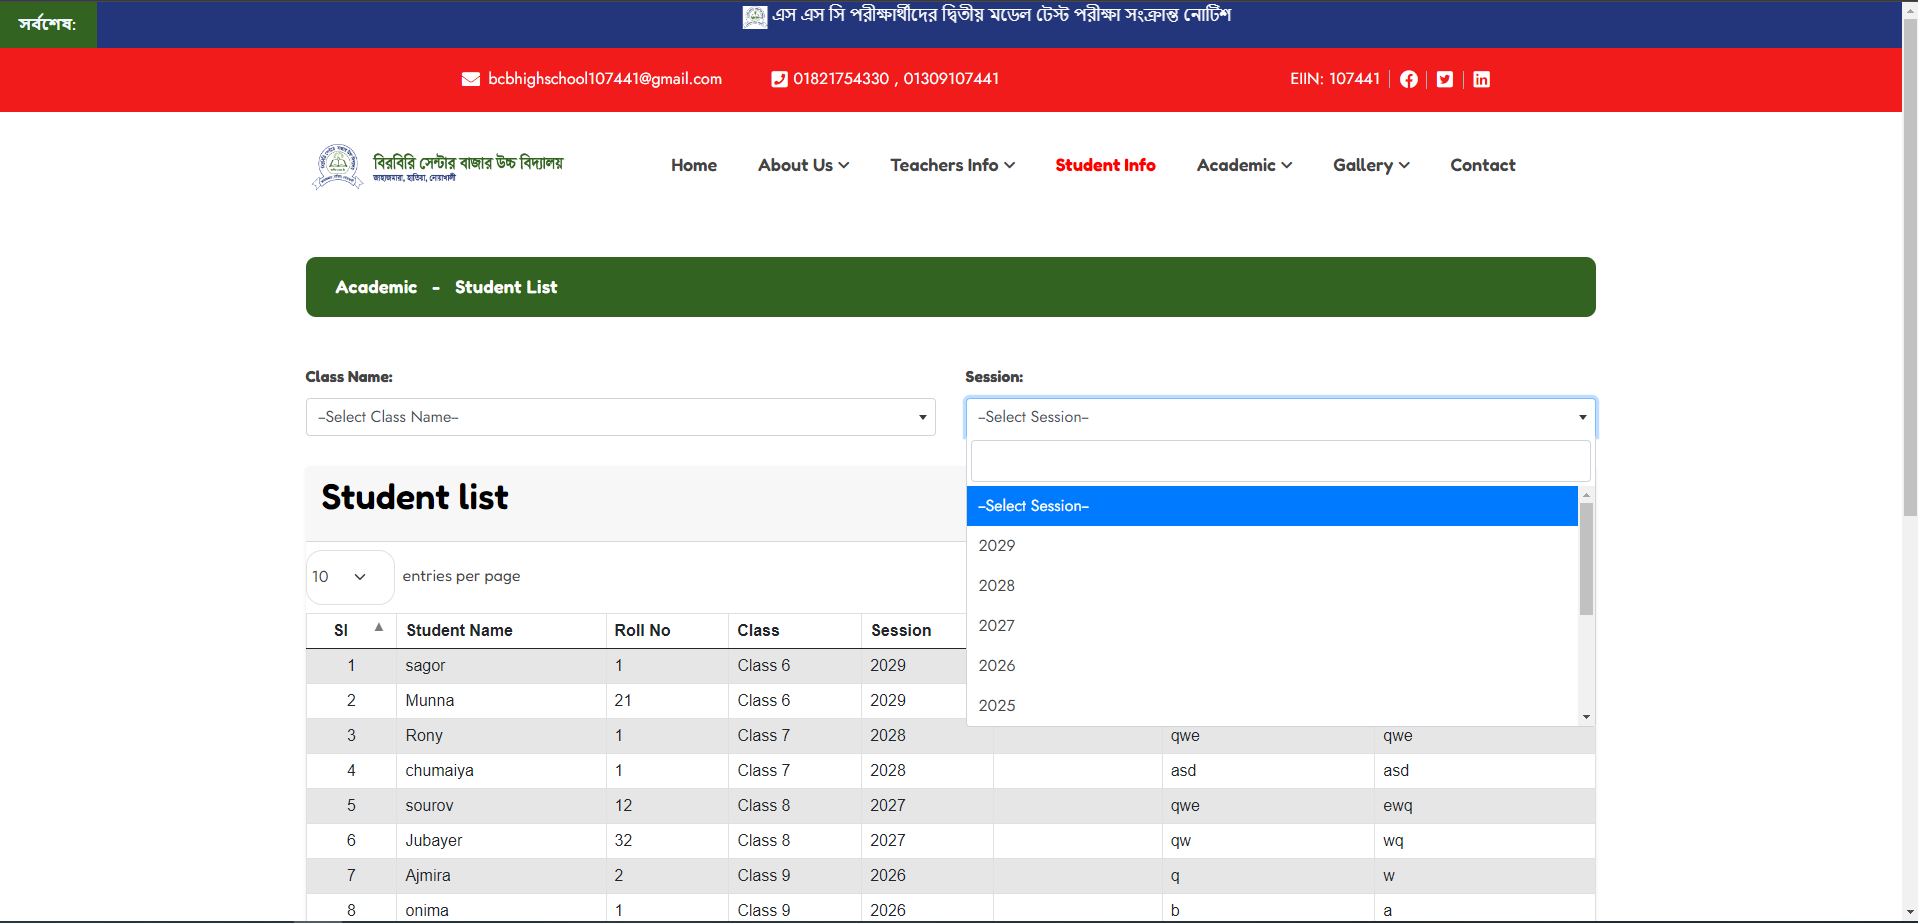 সর্বশেষ:
এস এস সি পরীক্ষার্থীদের দ্বিতীয় মডেল টেস্ট পরীক্ষা সংক্রান্ত নোটিশ
bcbhighschool107441@gmail.com 01821754330 , 01309107441 EIIN: 107441
বিরবিরি সেন্টার বাজার উচ্চ বিদ্যালয়
জাহাজমারা, হাতিয়া, নোয়াখালী
Home About Us Teachers Info Student Info Academic Gallery Contact
Academic - Student List
Class Name: Session:
--Select Class Name-- --Select Session--
--Select Session--
2029
2028
2027
2026
2025
Student list
10 entries per page
Sl Student Name Roll No Class Session
1 sagor 1 Class 6 2029
2 Munna 21 Class 6 2029
3 Rony 1 Class 7 2028 qwe qwe
4 chumaiya 1 Class 7 2028 asd asd
5 sourov 12 Class 8 2027 qwe ewq
6 Jubayer 32 Class 8 2027 qw wq
7 Ajmira 2 Class 9 2026 q w
8 onima 1 Class 9 2026 b a